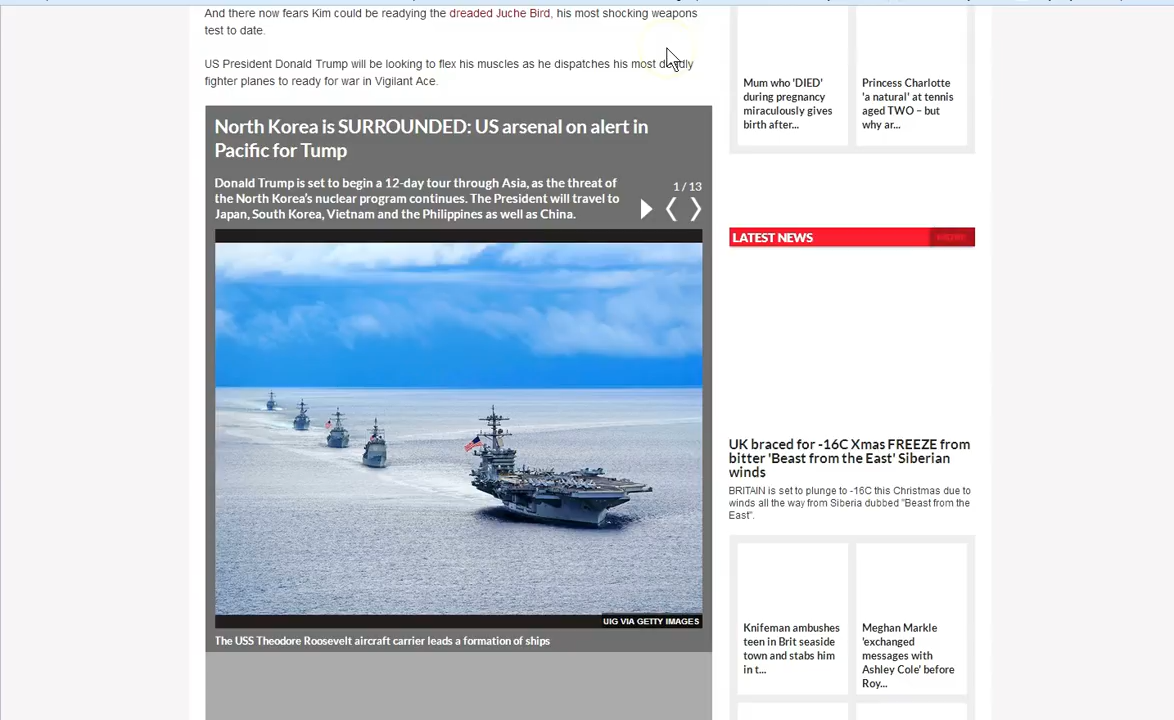 And there now fears Kim could be readying the dreaded Juche Bird, his most shocking weapons
test to date.
US President Donald Trump will be looking to flex his muscles as he dispatches his most deadly
fighter planes to ready for war in Vigilant Ace.
North Korea is SURROUNDED: US arsenal on alert in
Pacific for Tump
Donald Trump is set to begin a 12-day tour through Asia, as the threat of
the North Korea's nuclear program continues. The President will travel to
Japan, South Korea, Vietnam and the Philippines as well as China.
1 / 13
UIG VIA GETTY IMAGES
The USS Theodore Roosevelt aircraft carrier leads a formation of ships
Mum who 'DIED'
during pregnancy
miraculously gives
birth after...
Princess Charlotte
'a natural' at tennis
aged TWO – but
why ar...
LATEST NEWS
UK braced for -16C Xmas FREEZE from
bitter 'Beast from the East' Siberian
winds
BRITAIN is set to plunge to -16C this Christmas due to
winds all the way from Siberia dubbed "Beast from the
East".
Knifeman ambushes
teen in Brit seaside
town and stabs him
in t...
Meghan Markle
'exchanged
messages with
Ashley Cole' before
Roy...